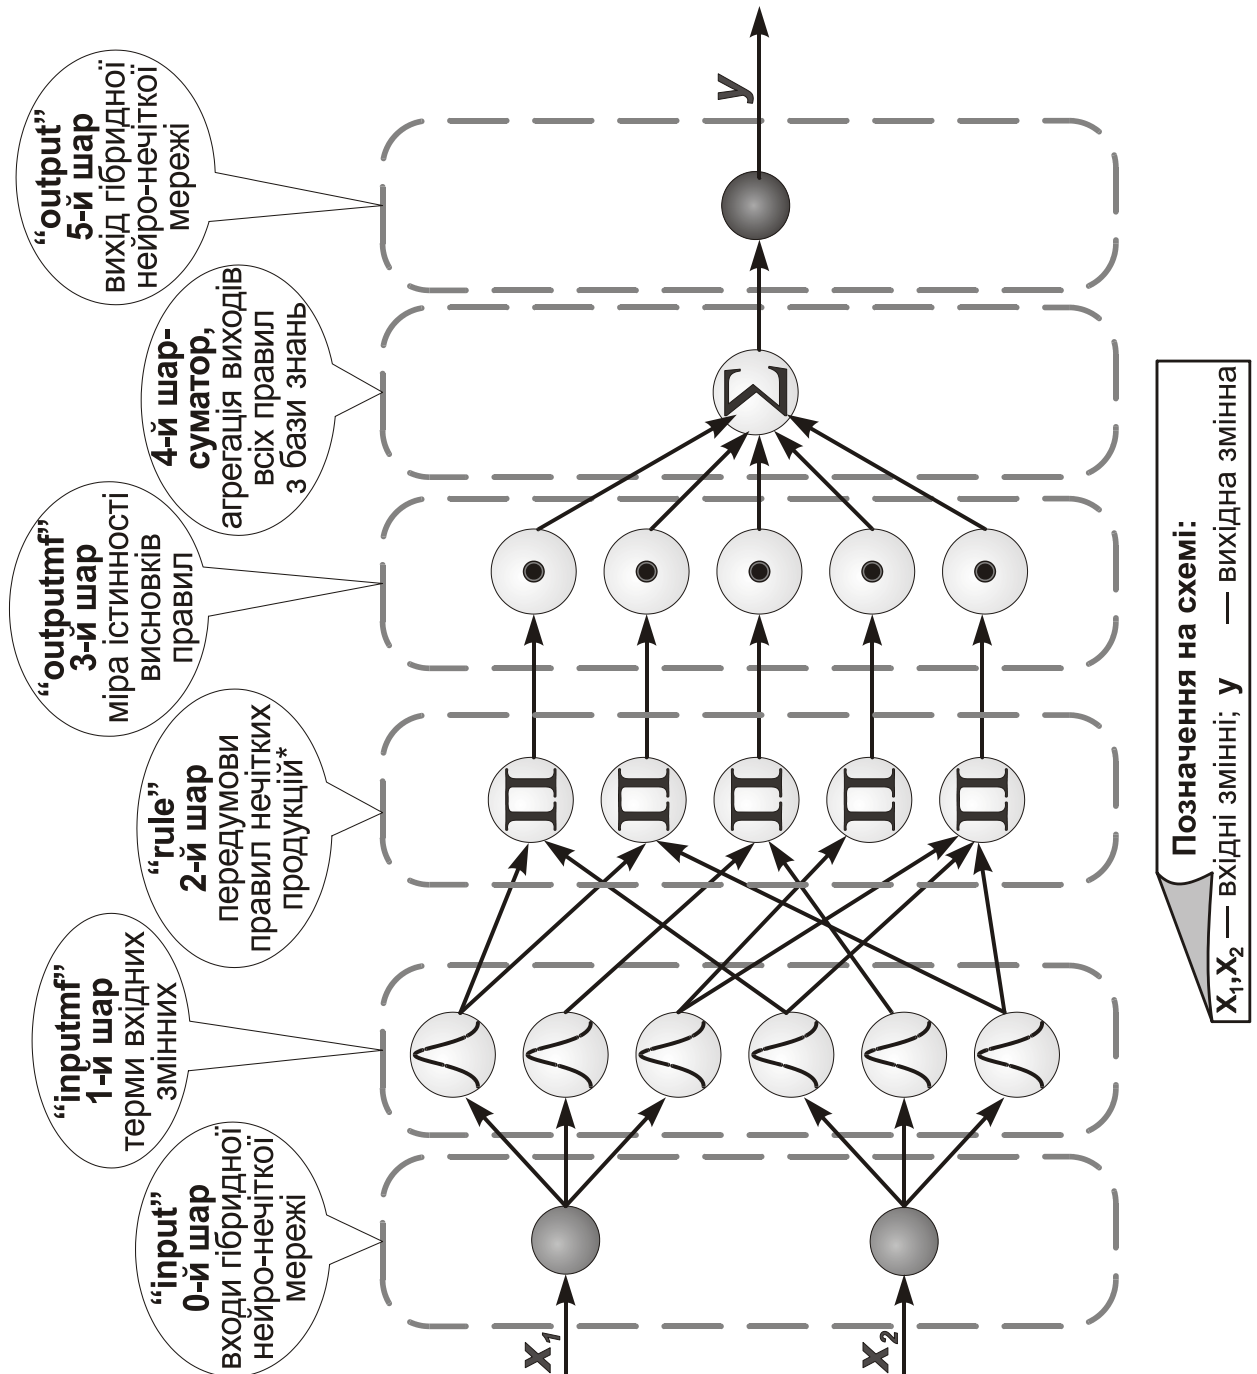 “input”
0-й шар
входи гібридної
нейро-нечіткої
мережі
“inputmf”
1-й шар
терми вхідних
змінних
“rule”
2-й шар
передумови
правил нечітких
продукцій*
“outputmf”
3-й шар
міра істинності
висновків
правил
4-й шар-
суматор,
агрегація виходів
всіх правил
з бази знань
“output”
5-й шар
вихід гібридної
нейро-нечіткої
мережі
x₁
x₂
П
П
П
П
П
Σ
y
Позначення на схемі:
x₁,x₂ — вхідні змінні; y — вихідна змінна